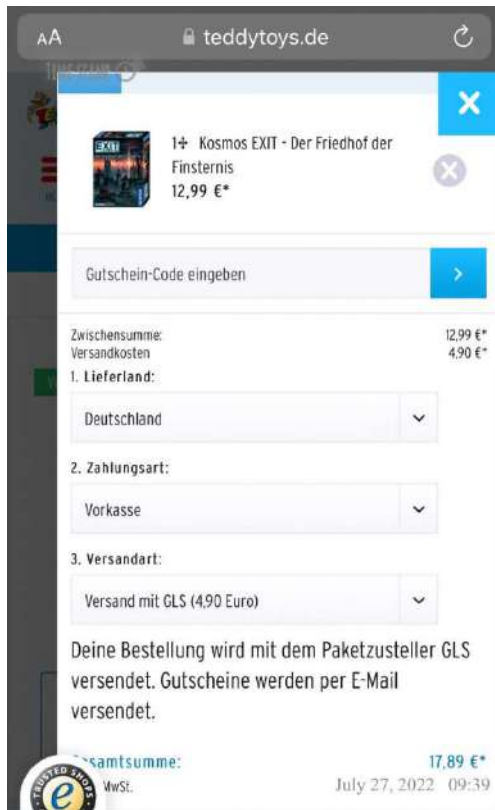 AA teddytoys.de
EXIT
1÷ Kosmos EXIT - Der Friedhof der
Finsternis
12,99 €*
Gutschein-Code eingeben
Zwischensumme: 12,99 €*
Versandkosten 4,90 €*
1. Lieferland:
Deutschland
2. Zahlungsart:
Vorkasse
3. Versandart:
Versand mit GLS (4,90 Euro)
Deine Bestellung wird mit dem Paketzusteller GLS
versendet. Gutscheine werden per E-Mail
versendet.
Gesamtsumme: 17,89 €*
MwSt. July 27, 2022 09:39
TRUSTED SHOPS
e